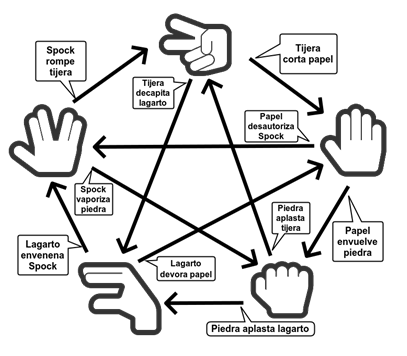 Spock
rompe
tijera
Tijera
corta papel
Tijera
decapita
lagarto
Papel
desautoriza
Spock
Spock
vaporiza
piedra
Piedra
aplasta
tijera
Papel
envuelve
piedra
Lagarto
envenena
Spock
Lagarto
devora papel
Piedra aplasta lagarto